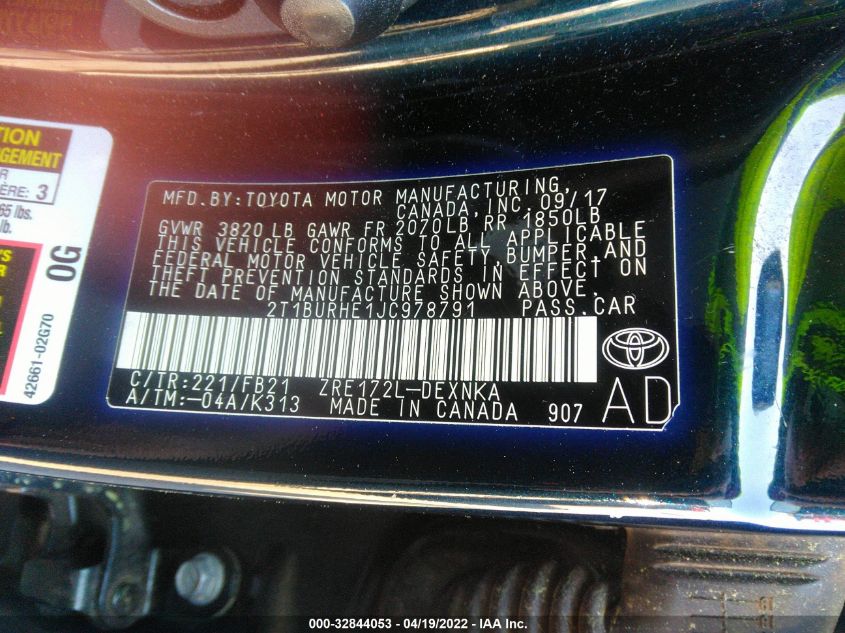 TION
GEMENT
R
ÈRE: 3
65 lbs.
lb.
0G
42661-02G70
MFD.BY:TOYOTA MOTOR MANUFACTURING,
CANADA, INC. 09/17
GVWR 3820 LB GAWR FR 2070LB RR 1850LB
THIS VEHICLE CONFORMS TO ALL APPLICABLE
FEDERAL MOTOR VEHICLE SAFETY, BUMPER,AND
THEFT PREVENTION STANDARDS IN EFFECT ON
THE DATE OF MANUFACTURE SHOWN ABOVE.
2T1BURHE1JC978791 PASS.CAR
C/TR:221/FB21 ZRE172L-DEXNKA
A/TM:-04A/K313 MADE IN CANADA 907
AD
000-32844053 - 04/19/2022 - IAA Inc.